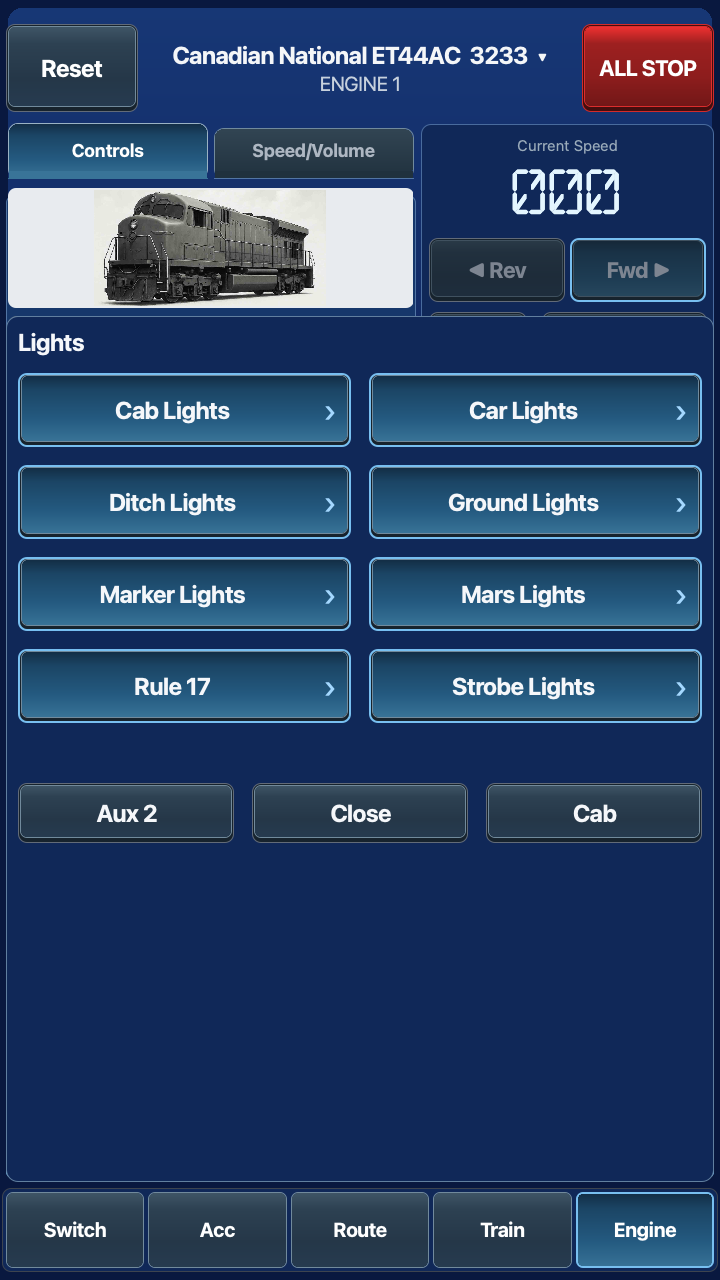 Reset
Canadian National ET44AC 3233 ▼
ENGINE 1
ALL STOP
Controls
Speed/Volume
Current Speed
000
◀ Rev
Fwd ▶
Lights
Cab Lights ›
Car Lights ›
Ditch Lights ›
Ground Lights ›
Marker Lights ›
Mars Lights ›
Rule 17 ›
Strobe Lights ›
Aux 2
Close
Cab
Switch
Acc
Route
Train
Engine